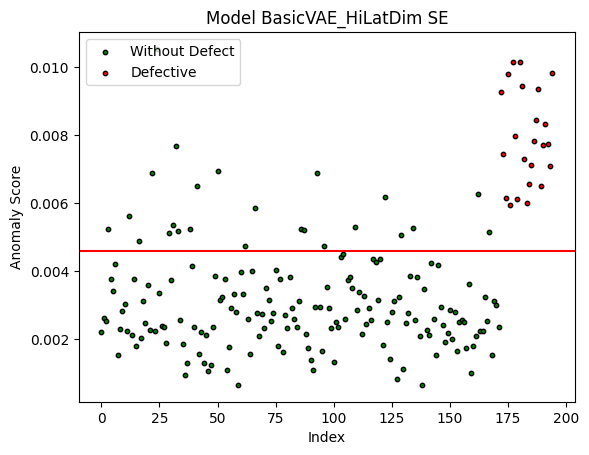 Model BasicVAE_HiLatDim SE
Without Defect
Defective
Anomaly Score
0.010
0.008
0.006
0.004
0.002
0
25
50
75
100
125
150
175
200
Index